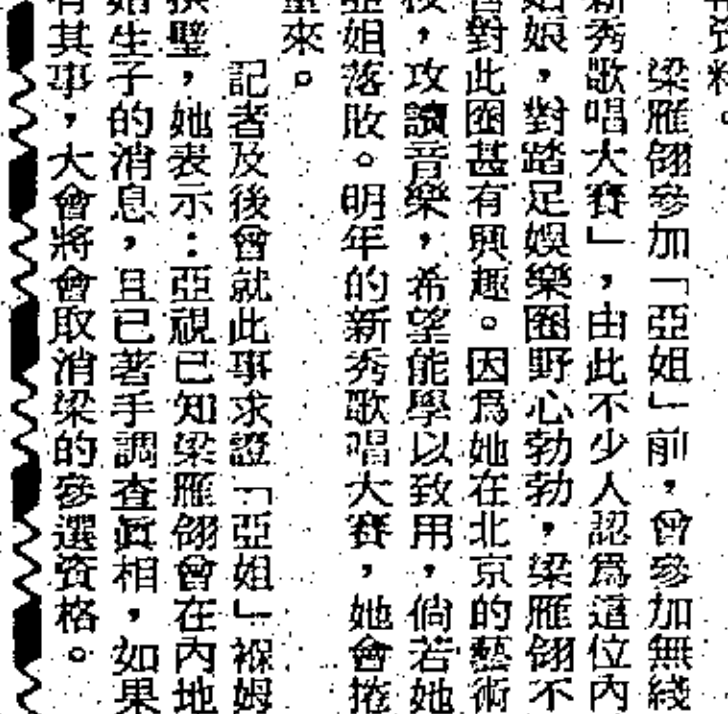 梁雁翎參加「亞姐」前，曾參加無綫
新秀歌唱大賽」，由此不少人認爲這位內
姑娘，對踏足娛樂圈野心勃勃，梁雁翎不
對此圈甚有興趣。因爲她在北京的藝術
校，攻讀音樂，希望能學以致用，倘若她
亞姐落敗。明年的新秀歌唱大賽，她會捲
重來。
記者及後曾就此事求證「亞姐」褓姆
洪璧，她表示：亞視已知梁雁翎曾在內地
始生子的消息，且已著手調查眞相，如果
有其事，大會將會取消梁的參選資格。